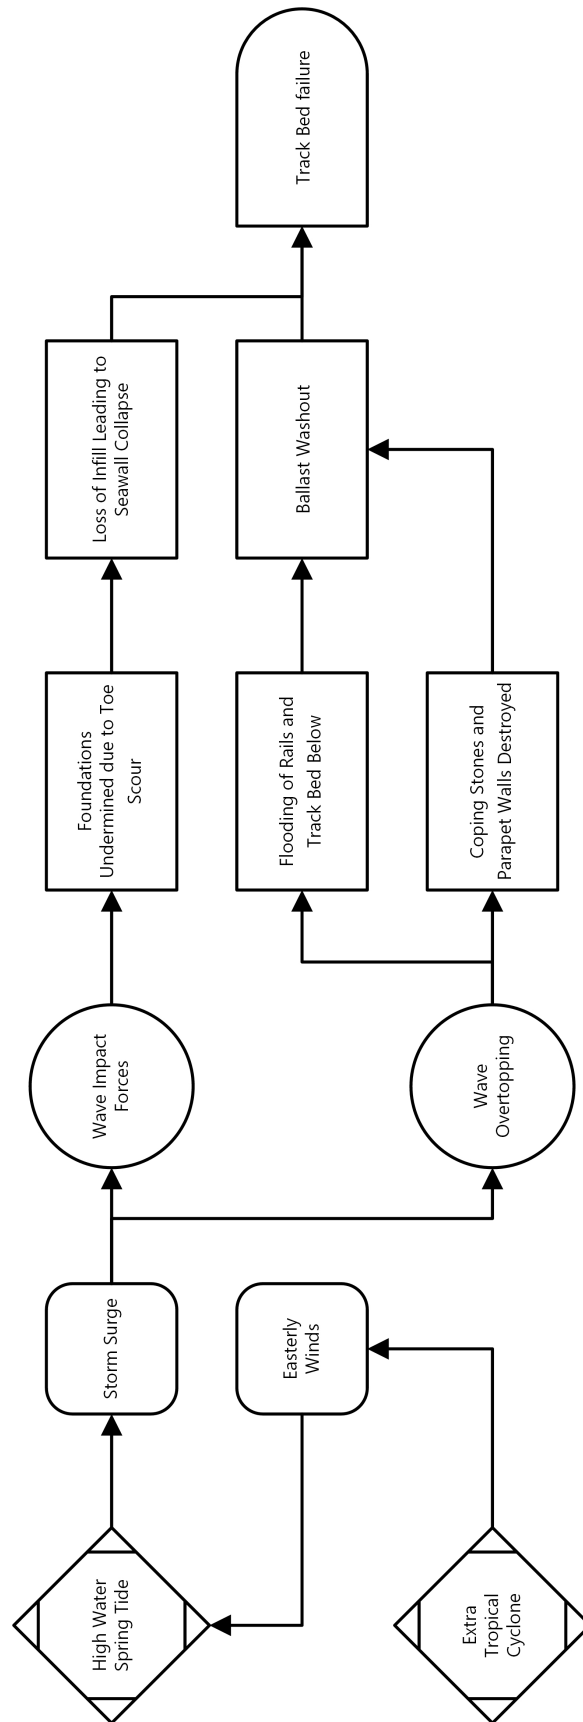 High Water
Spring Tide
Extra
Tropical
Cyclone
Storm Surge
Easterly
Winds
Wave Impact
Forces
Wave
Overtopping
Foundations
Undermined due to Toe
Scour
Flooding of Rails and
Track Bed Below
Coping Stones and
Parapet Walls Destroyed
Loss of Infill Leading to
Seawall Collapse
Ballast Washout
Track Bed failure